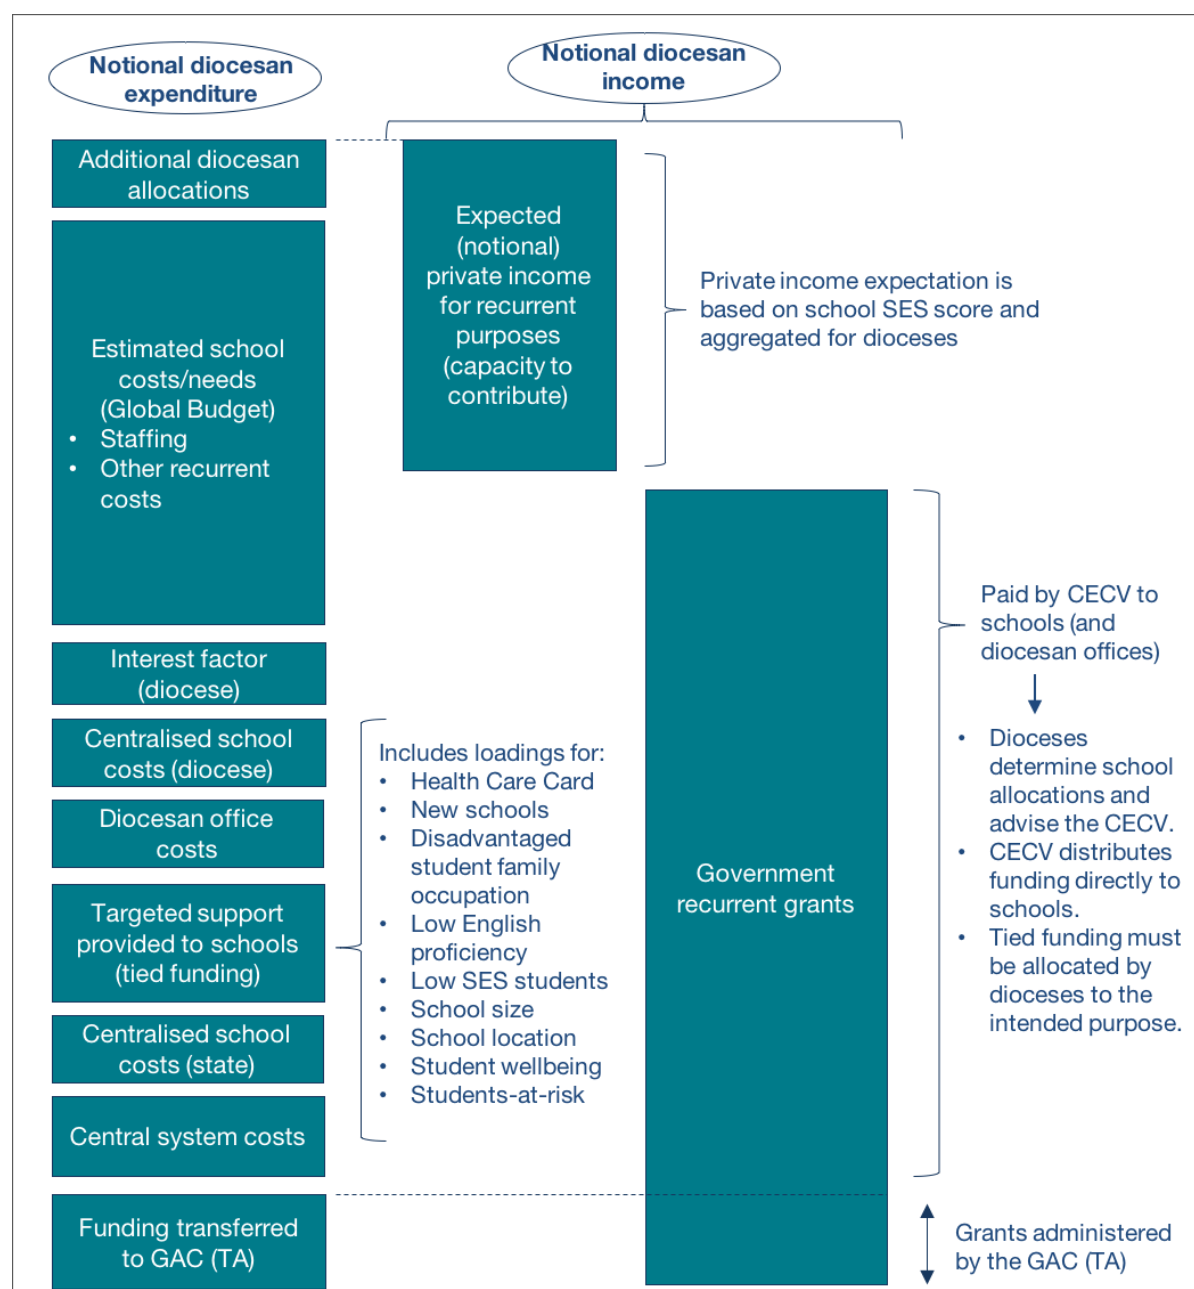 Notional diocesan
expenditure
Notional diocesan
income
Additional diocesan
allocations
Estimated school
costs/needs
(Global Budget)
• Staffing
• Other recurrent
costs
Interest factor
(diocese)
Centralised school
costs (diocese)
Diocesan office
costs
Targeted support
provided to schools
(tied funding)
Centralised school
costs (state)
Central system costs
Funding transferred
to GAC (TA)
Includes loadings for:
• Health Care Card
• New schools
• Disadvantaged
student family
occupation
• Low English
proficiency
• Low SES students
• School size
• School location
• Student wellbeing
• Students-at-risk
Expected
(notional)
private income
for recurrent
purposes
(capacity to
contribute)
Private income expectation is
based on school SES score and
aggregated for dioceses
Government
recurrent grants
Paid by CECV to
schools (and
diocesan offices)
• Dioceses
determine school
allocations and
advise the CECV.
• CECV distributes
funding directly to
schools.
• Tied funding must
be allocated by
dioceses to the
intended purpose.
Grants administered
by the GAC (TA)